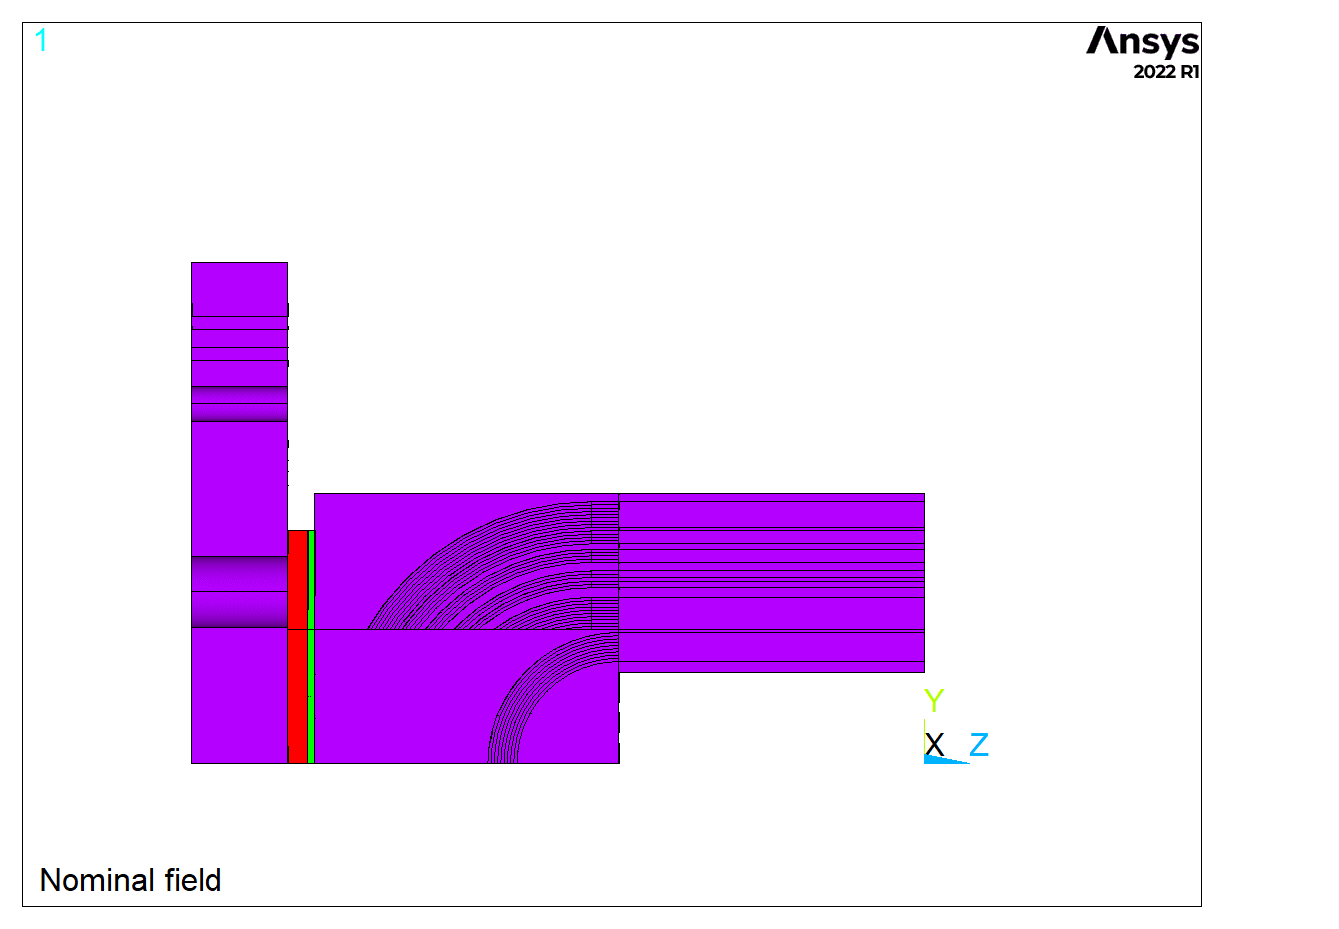 1
Ansys
2022 R1
Y
X Z
Nominal field